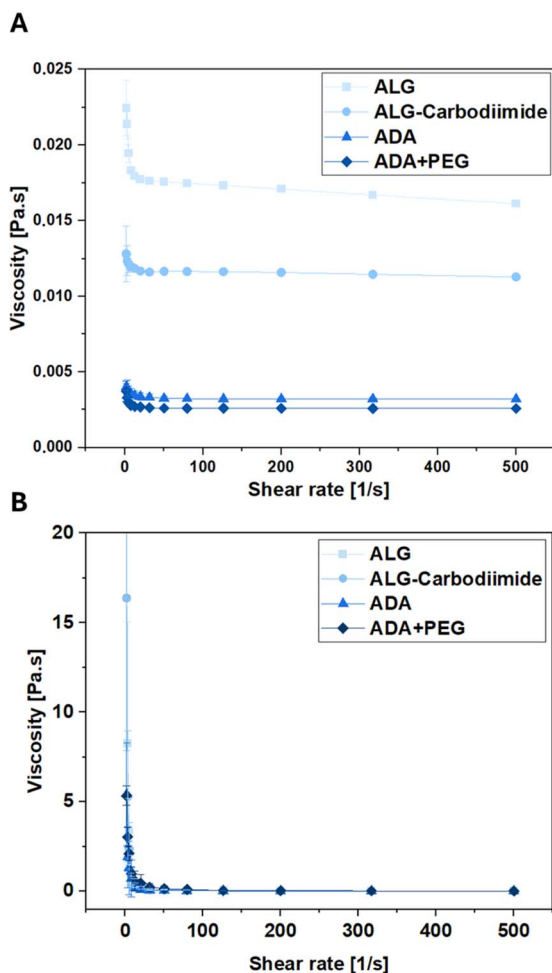 A
0.025
0.020
0.015
0.010
0.005
0.000
Viscosity [Pa.s]
ALG
ALG-Carbodiimide
ADA
ADA+PEG
0 100 200 300 400 500
Shear rate [1/s]
B
20
15
10
5
0
Viscosity [Pa.s]
ALG
ALG-Carbodiimide
ADA
ADA+PEG
0 100 200 300 400 500
Shear rate [1/s]